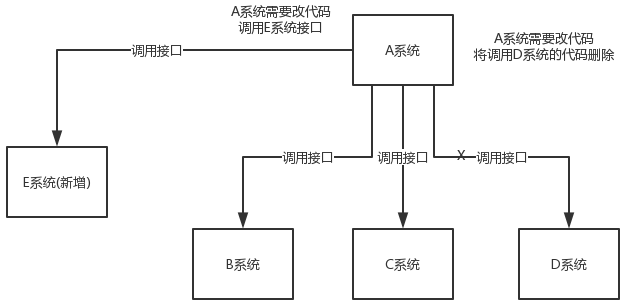 A系统需要改代码
调用E系统接口
A系统
A系统需要改代码
将调用D系统的代码删除
调用接口
E系统(新增)
调用接口
调用接口
X
调用接口
B系统
C系统
D系统